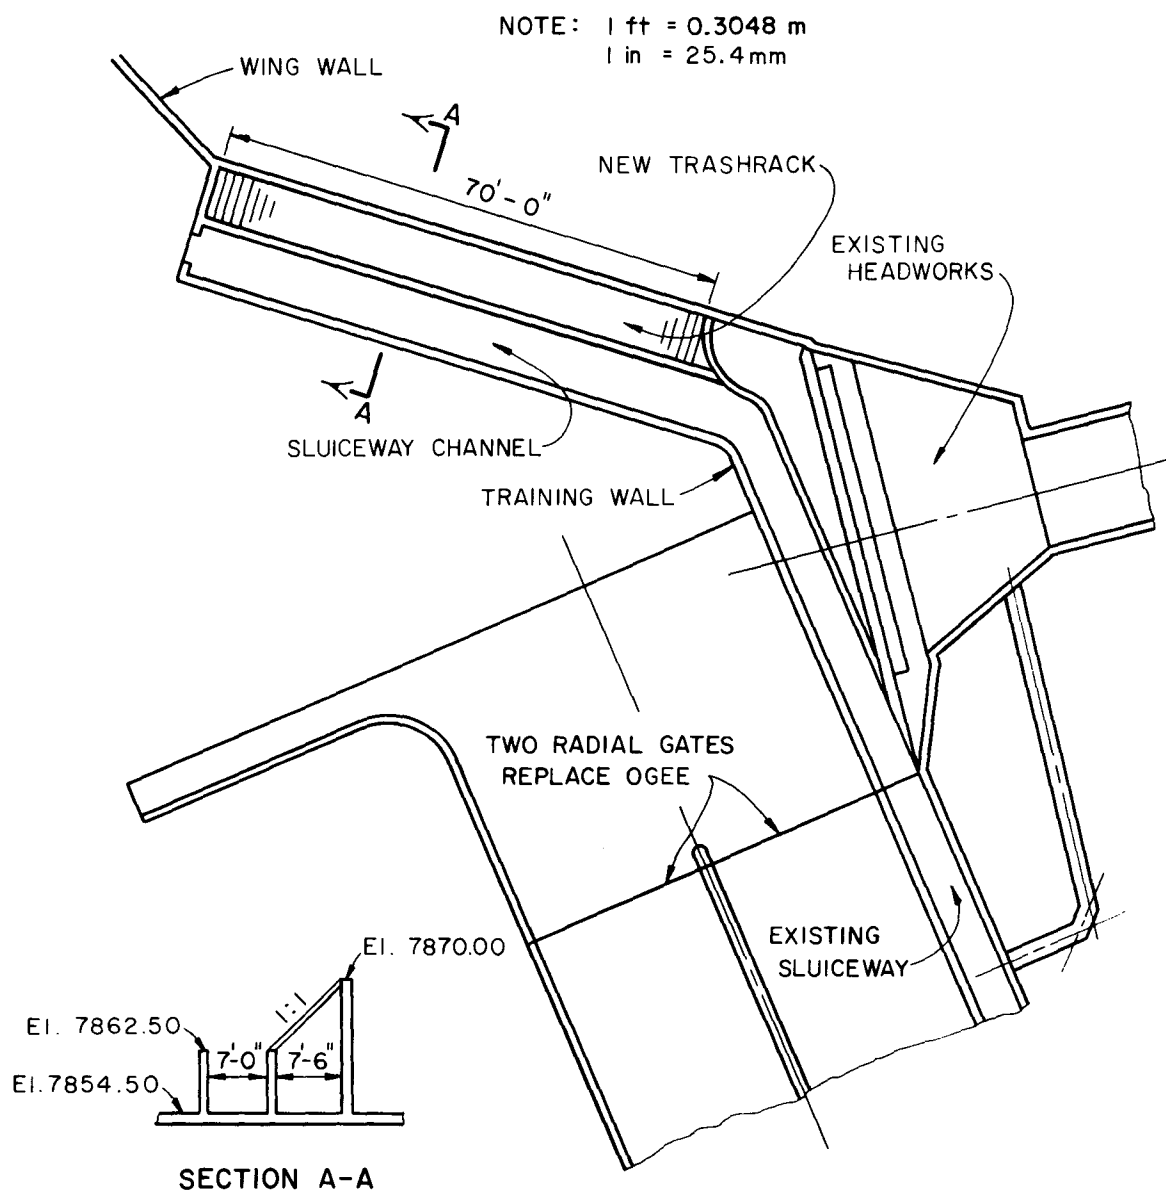 NOTE: 1 ft = 0.3048 m
1 in = 25.4 mm
WING WALL
A
NEW TRASHRACK
70'-0"
EXISTING
HEADWORKS
A
SLUICEWAY CHANNEL
TRAINING WALL
TWO RADIAL GATES
REPLACE OGEE
EXISTING
SLUICEWAY
El. 7870.00
1:1
El. 7862.50
7'-0"
7'-6"
El. 7854.50
SECTION A-A